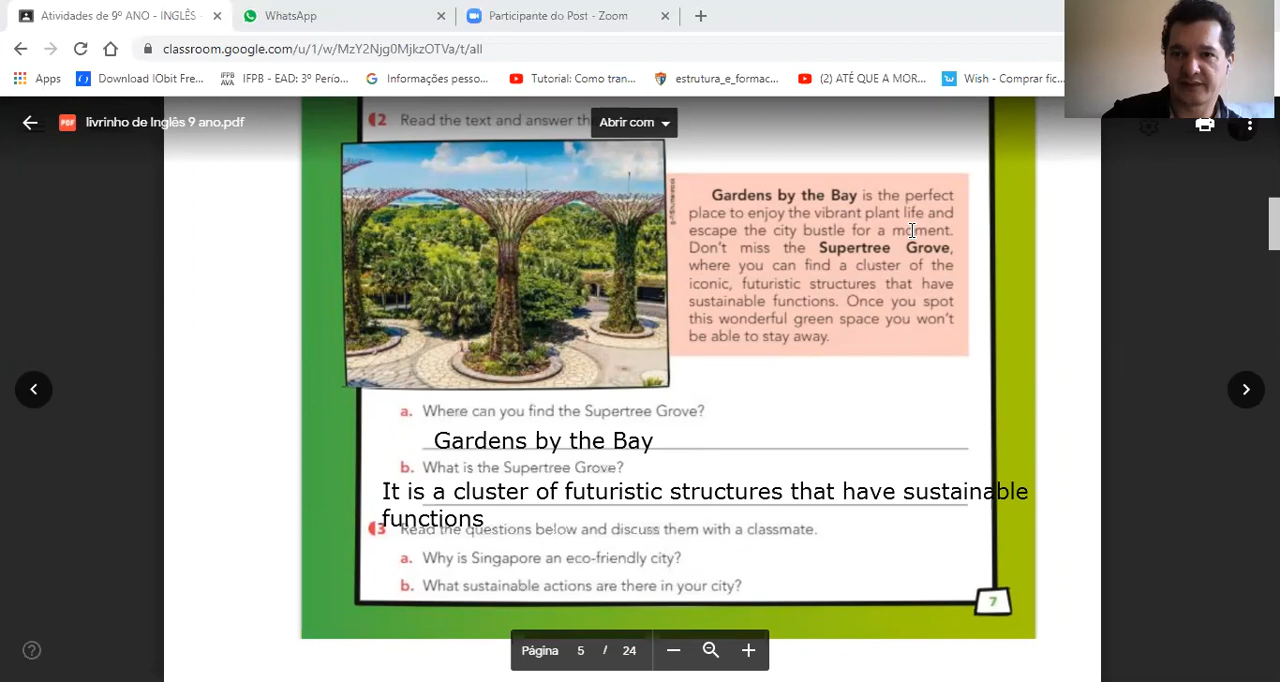 Atividades de 9º ANO - INGLÊS
WhatsApp
Participante do Post - Zoom
classroom.google.com/u/1/w/MzY2Njg0MjkzOTVa/t/all
Apps
Download IObit Fre...
IFPB - EAD: 3º Perío...
Informações pesso...
Tutorial: Como tran...
estrutura_e_formac...
(2) ATÉ QUE A MOR...
Wish - Comprar fic...
PDF
livrinho de Inglês 9 ano.pdf
2 Read the text and answer th
Abrir com
Gardens by the Bay is the perfect
place to enjoy the vibrant plant life and
escape the city bustle for a moment.
Don't miss the Supertree Grove,
where you can find a cluster of the
iconic, futuristic structures that have
sustainable functions. Once you spot
this wonderful green space you won't
be able to stay away.
a. Where can you find the Supertree Grove?
Gardens by the Bay
b. What is the Supertree Grove?
It is a cluster of futuristic structures that have sustainable
functions
3 Read the questions below and discuss them with a classmate.
a. Why is Singapore an eco-friendly city?
b. What sustainable actions are there in your city?
7
Página 5 / 24